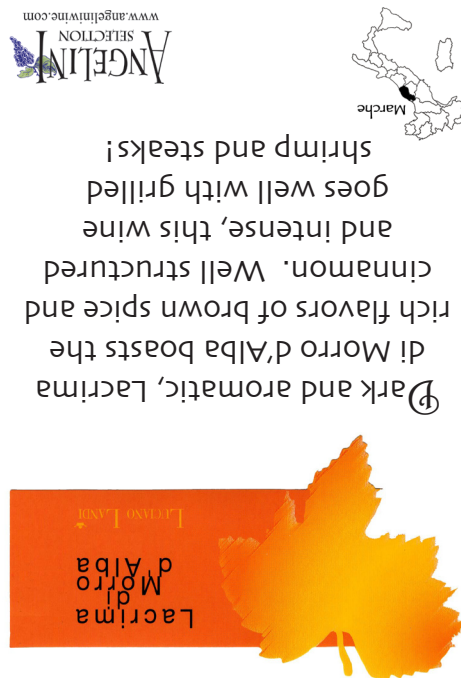 Lacrima
di
Morro
d'Alba
LUCIANO LANDI
Dark and aromatic, Lacrima
di Morro d'Alba boasts the
rich flavors of brown spice and
cinnamon. Well structured
and intense, this wine
goes well with grilled
shrimp and steaks!
Marche
ANGELINI
SELECTION
www.angeliniwine.com